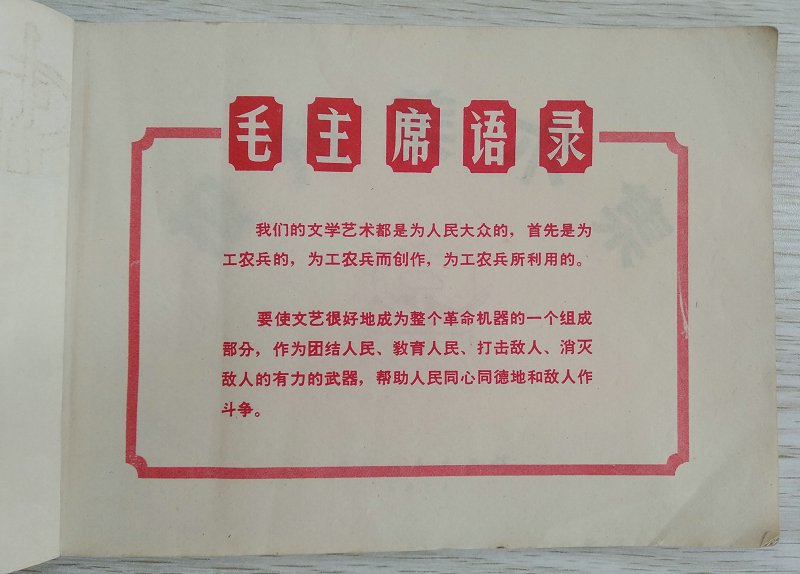 毛主席语录
我们的文学艺术都是为人民大众的，首先是为
工农兵的，为工农兵而创作，为工农兵所利用的。
要使文艺很好地成为整个革命机器的一个组成
部分，作为团结人民、教育人民、打击敌人、消灭
敌人的有力的武器，帮助人民同心同德地和敌人作
斗争。